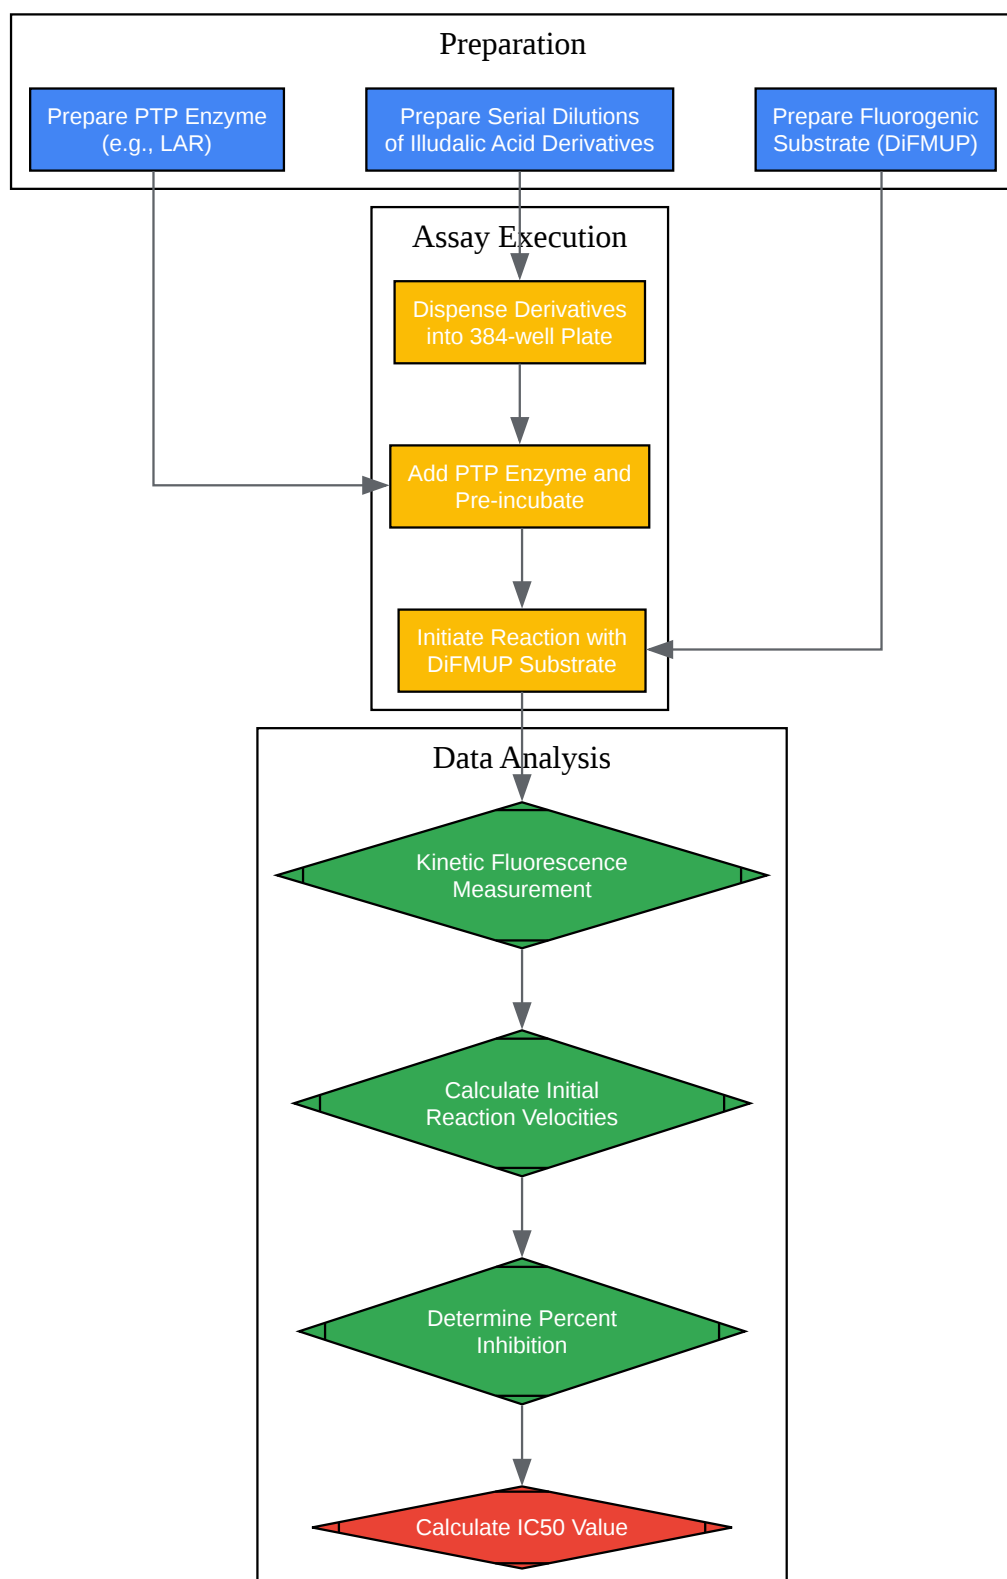 Preparation
Prepare PTP Enzyme
(e.g., LAR)
Prepare Serial Dilutions
of Illudalic Acid Derivatives
Prepare Fluorogenic
Substrate (DiFMUP)
Assay Execution
Dispense Derivatives
into 384-well Plate
Add PTP Enzyme and
Pre-incubate
Initiate Reaction with
DiFMUP Substrate
Data Analysis
Kinetic Fluorescence
Measurement
Calculate Initial
Reaction Velocities
Determine Percent
Inhibition
Calculate IC50 Value